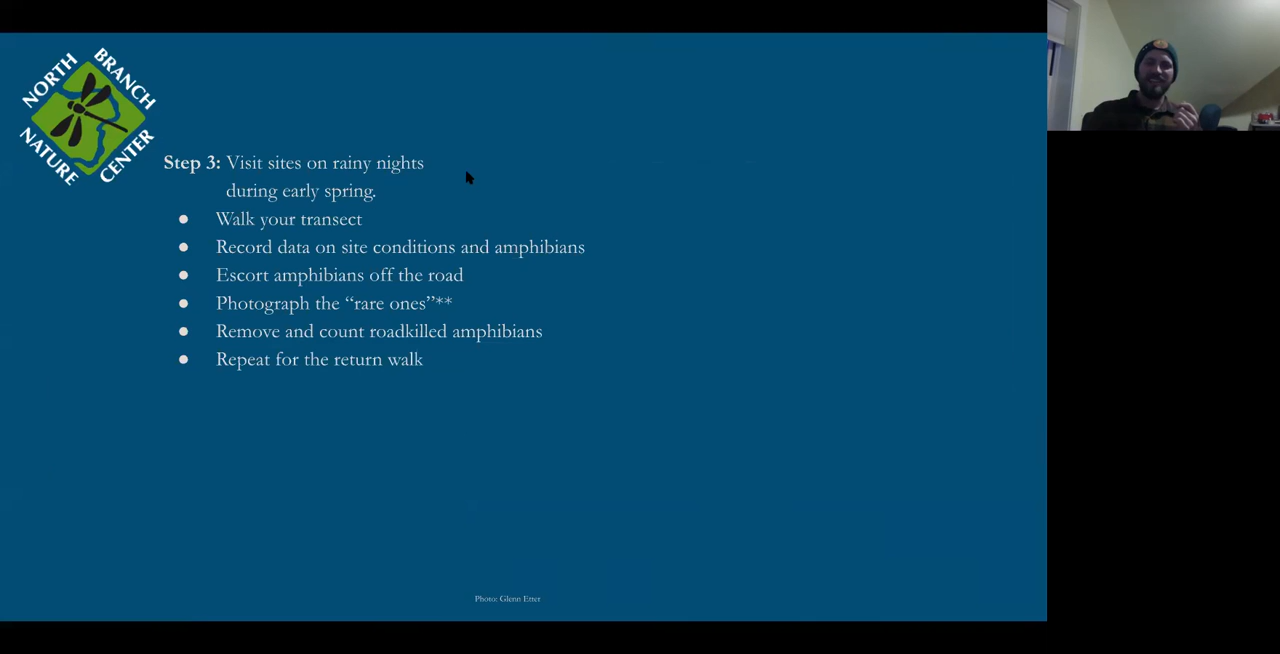 NORTH BRANCH
NATURE CENTER
Step 3: Visit sites on rainy nights
during early spring.
● Walk your transect
● Record data on site conditions and amphibians
● Escort amphibians off the road
● Photograph the “rare ones”**
● Remove and count roadkilled amphibians
● Repeat for the return walk
Photo: Glenn Etter